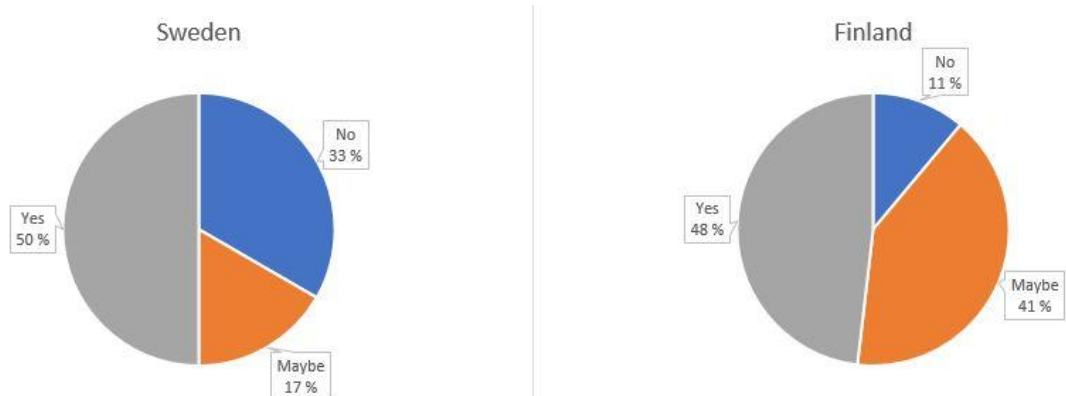 Sweden
No
33 %
Yes
50 %
Maybe
17 %
Finland
No
11 %
Yes
48 %
Maybe
41 %